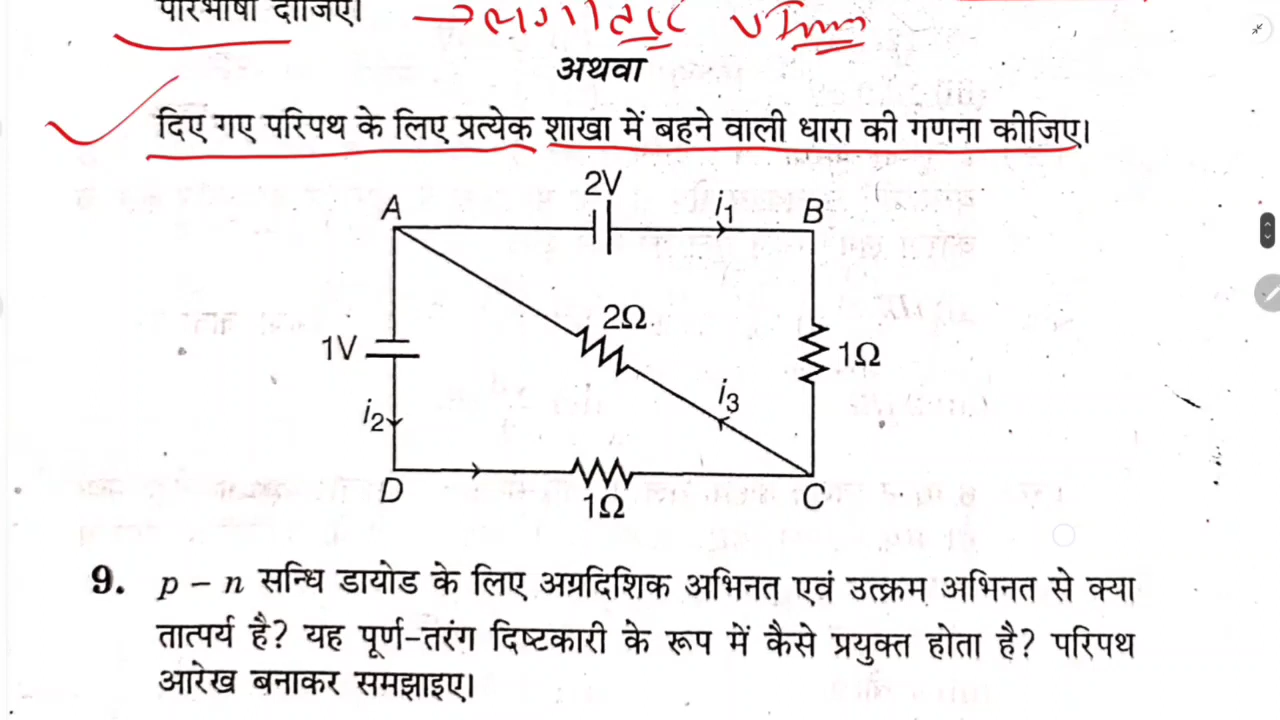 परिभाषा दीजिए।
अथवा
दिए गए परिपथ के लिए प्रत्येक शाखा में बहने वाली धारा की गणना कीजिए।
2V
A
i₁
B
2Ω
1V
1Ω
i₃
i₂
D
1Ω
C
9. p – n सन्धि डायोड के लिए अग्रदिशिक अभिनत एवं उत्क्रम अभिनत से क्या
तात्पर्य है? यह पूर्ण-तरंग दिष्टकारी के रूप में कैसे प्रयुक्त होता है? परिपथ
आरेख बनाकर समझाइए।